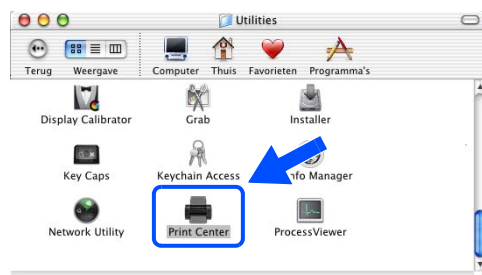 Utilities
Terug Weergave Computer Thuis Favorieten Programma's
Display Calibrator Grab Installer
Key Caps Keychain Access nfo Manager
Network Utility Print Center ProcessViewer